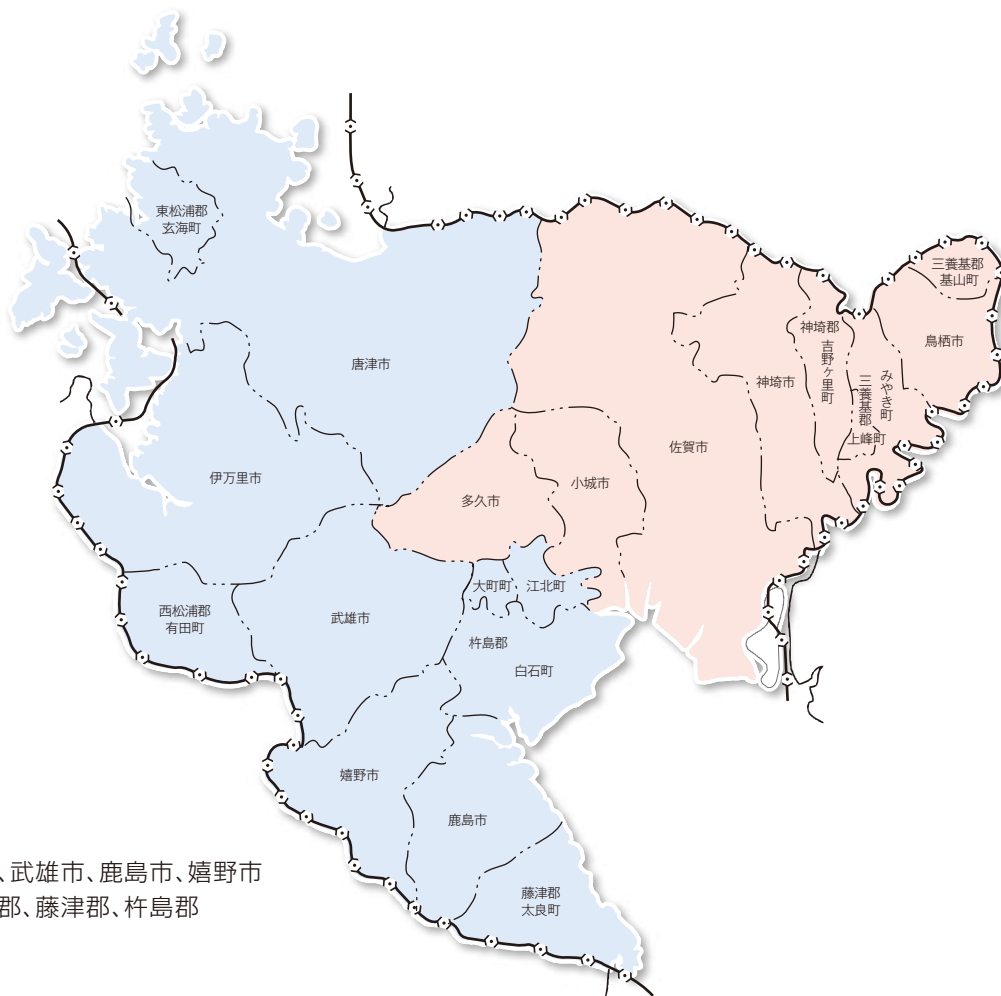 東松浦郡
玄海町
唐津市
伊万里市
西松浦郡
有田町
武雄市
多久市
小城市
佐賀市
神埼市
神埼郡
吉野ヶ里町
三養基郡
みやき町
上峰町
三養基郡
基山町
鳥栖市
大町町
江北町
杵島郡
白石町
嬉野市
鹿島市
藤津郡
太良町
、武雄市、鹿島市、嬉野市
郡、藤津郡、杵島郡